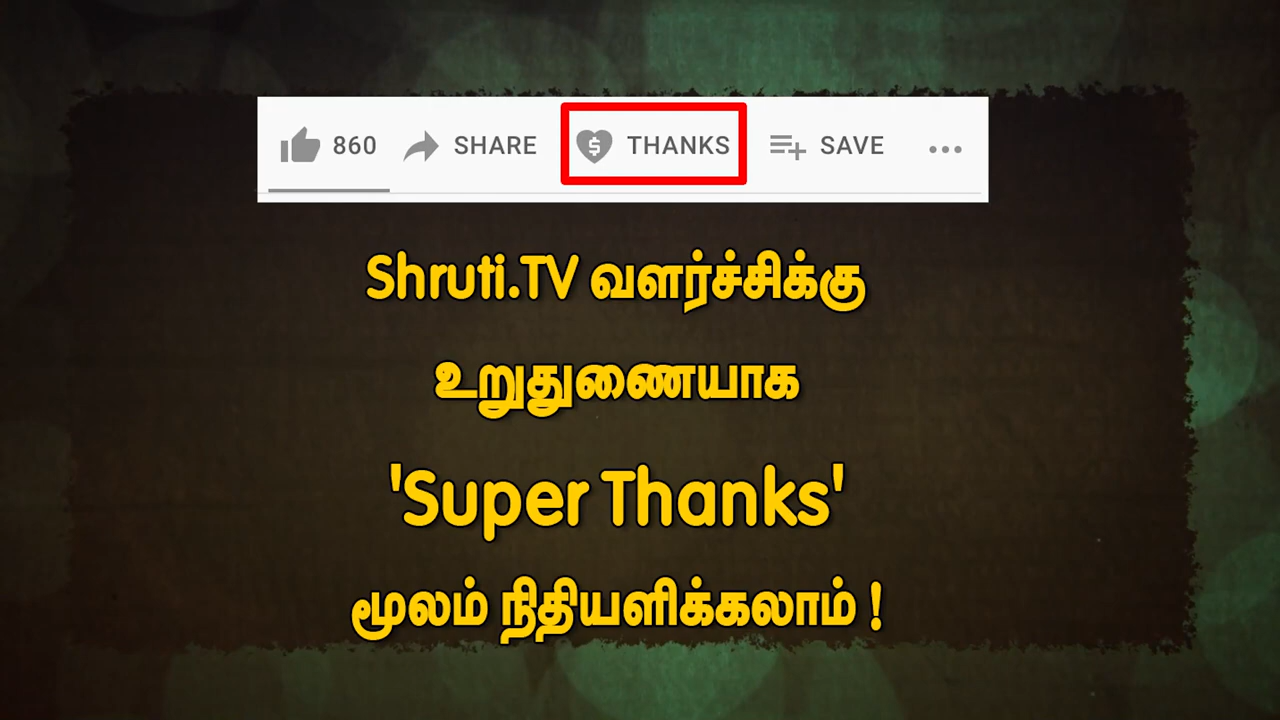 860 SHARE THANKS SAVE ...
Shruti.TV வளர்ச்சிக்கு
உறுதுணையாக
'Super Thanks'
மூலம் நிதியளிக்கலாம் !